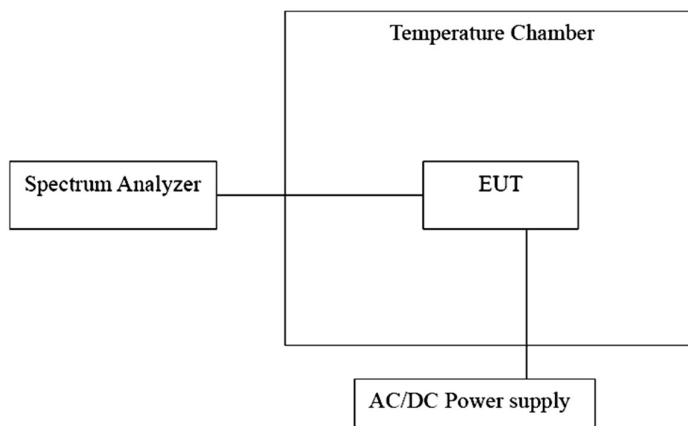 Temperature Chamber
Spectrum Analyzer
EUT
AC/DC Power supply